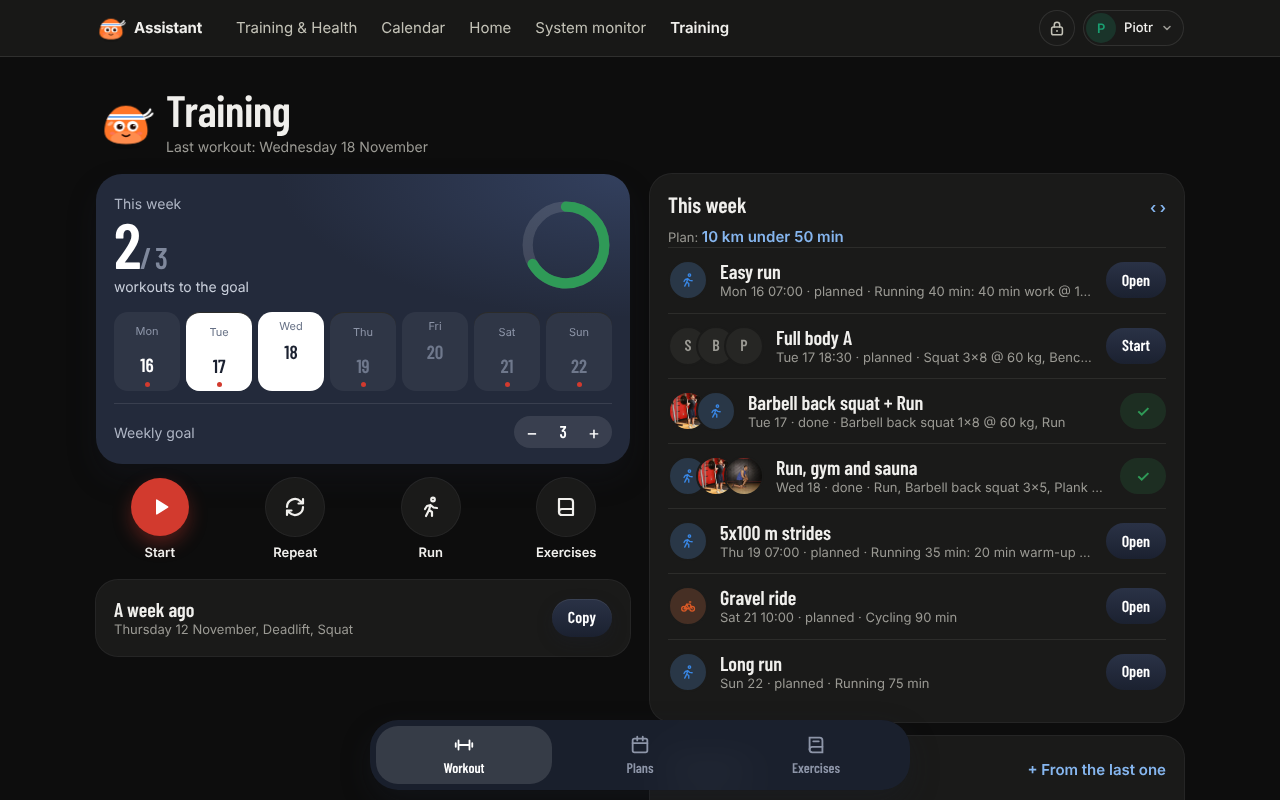 Assistant
Training & Health
Calendar
Home
System monitor
Training
P
Piotr
Training
Last workout: Wednesday 18 November
This week
2/ 3
workouts to the goal
Mon
Tue
Wed
Thu
Fri
Sat
Sun
16
17
18
19
20
21
22
Weekly goal
− 3 +
Start
Repeat
Run
Exercises
A week ago
Thursday 12 November, Deadlift, Squat
Copy
This week
‹ ›
Plan: 10 km under 50 min
Easy run
Mon 16 07:00 · planned · Running 40 min: 40 min work @ 1...
Open
S B P
Full body A
Tue 17 18:30 · planned · Squat 3×8 @ 60 kg, Benc...
Start
Barbell back squat + Run
Tue 17 · done · Barbell back squat 1×8 @ 60 kg, Run
Run, gym and sauna
Wed 18 · done · Run, Barbell back squat 3×5, Plank ...
5x100 m strides
Thu 19 07:00 · planned · Running 35 min: 20 min warm-up ...
Open
Gravel ride
Sat 21 10:00 · planned · Cycling 90 min
Open
Long run
Sun 22 · planned · Running 75 min
Open
+ From the last one
Workout
Plans
Exercises